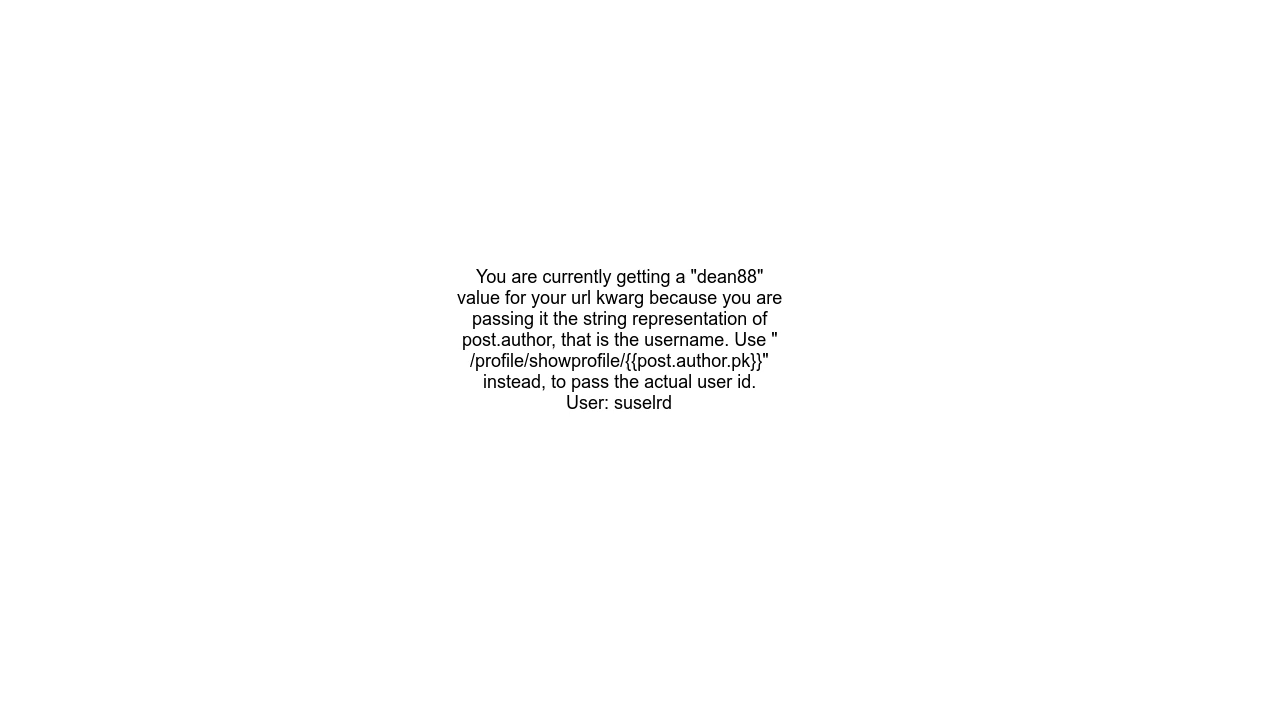 You are currently getting a "dean88"
value for your url kwarg because you are
passing it the string representation of
post.author, that is the username. Use "
/profile/showprofile/{{post.author.pk}}"
instead, to pass the actual user id.
User: suselrd